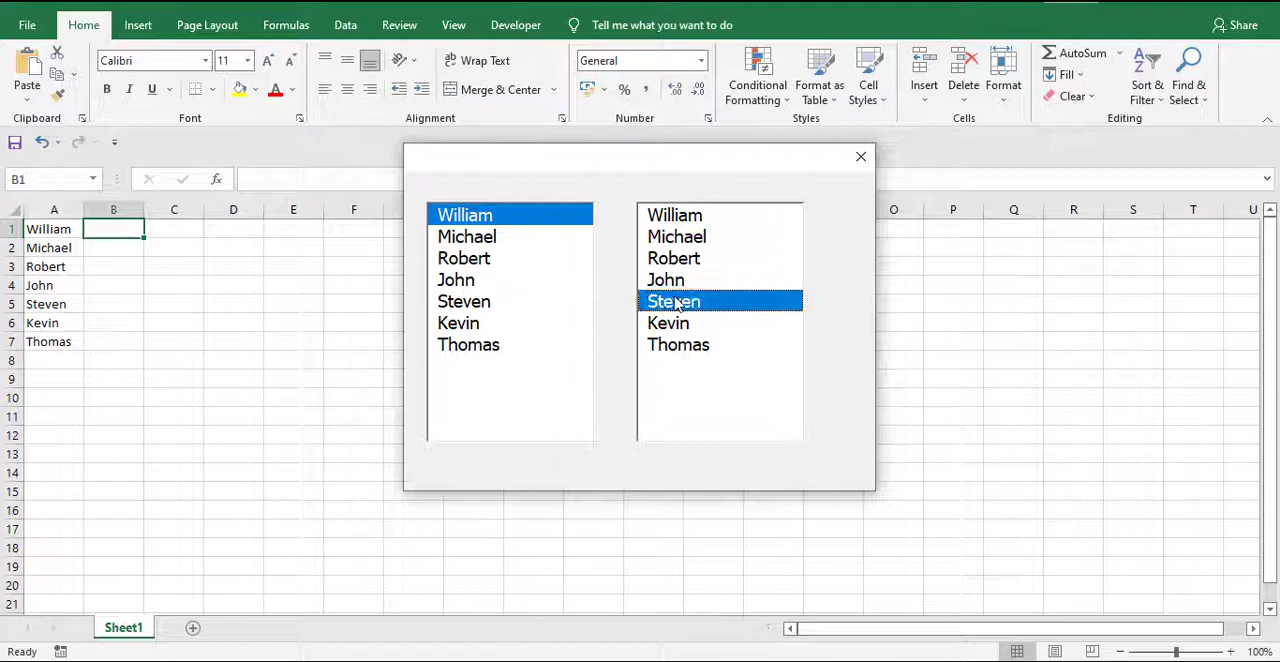 File Home Insert Page Layout Formulas Data Review View Developer Tell me what you want to do Share
Calibri 11 A A Wrap Text General AutoSum
Paste B I U A Merge & Center % Conditional Formatting Format as Table Cell Styles Insert Delete Format Fill Clear Sort & Filter Find & Select
Clipboard Font Alignment Number Styles Cells Editing
B1 fx
A B C D E F O P Q R S T U
1 William
2 Michael
3 Robert
4 John
5 Steven
6 Kevin
7 Thomas
8
9
10
11
12
13
14
15
16
17
18
19
20
21
William
Michael
Robert
John
Steven
Kevin
Thomas
William
Michael
Robert
John
Steven
Kevin
Thomas
Sheet1
Ready 100%